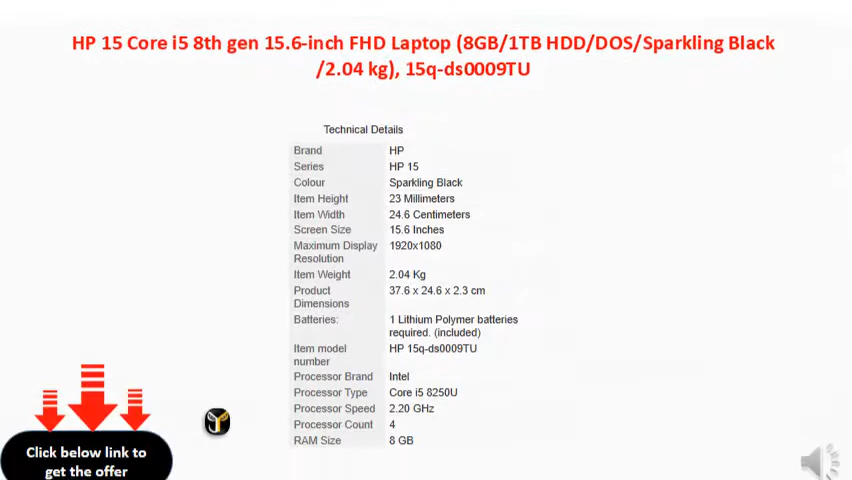 HP 15 Core i5 8th gen 15.6-inch FHD Laptop (8GB/1TB HDD/DOS/Sparkling Black
/2.04 kg), 15q-ds0009TU
Technical Details
Brand HP
Series HP 15
Colour Sparkling Black
Item Height 23 Millimeters
Item Width 24.6 Centimeters
Screen Size 15.6 Inches
Maximum Display 1920x1080
Resolution
Item Weight 2.04 Kg
Product 37.6 x 24.6 x 2.3 cm
Dimensions
Batteries: 1 Lithium Polymer batteries
required. (included)
Item model HP 15q-ds0009TU
number
Processor Brand Intel
Processor Type Core i5 8250U
Processor Speed 2.20 GHz
Processor Count 4
RAM Size 8 GB
Click below link to
get the offer